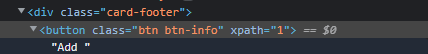 ▼<div class="card-footer">
▼<button class="btn btn-info" xpath="1"> == $0
"Add "